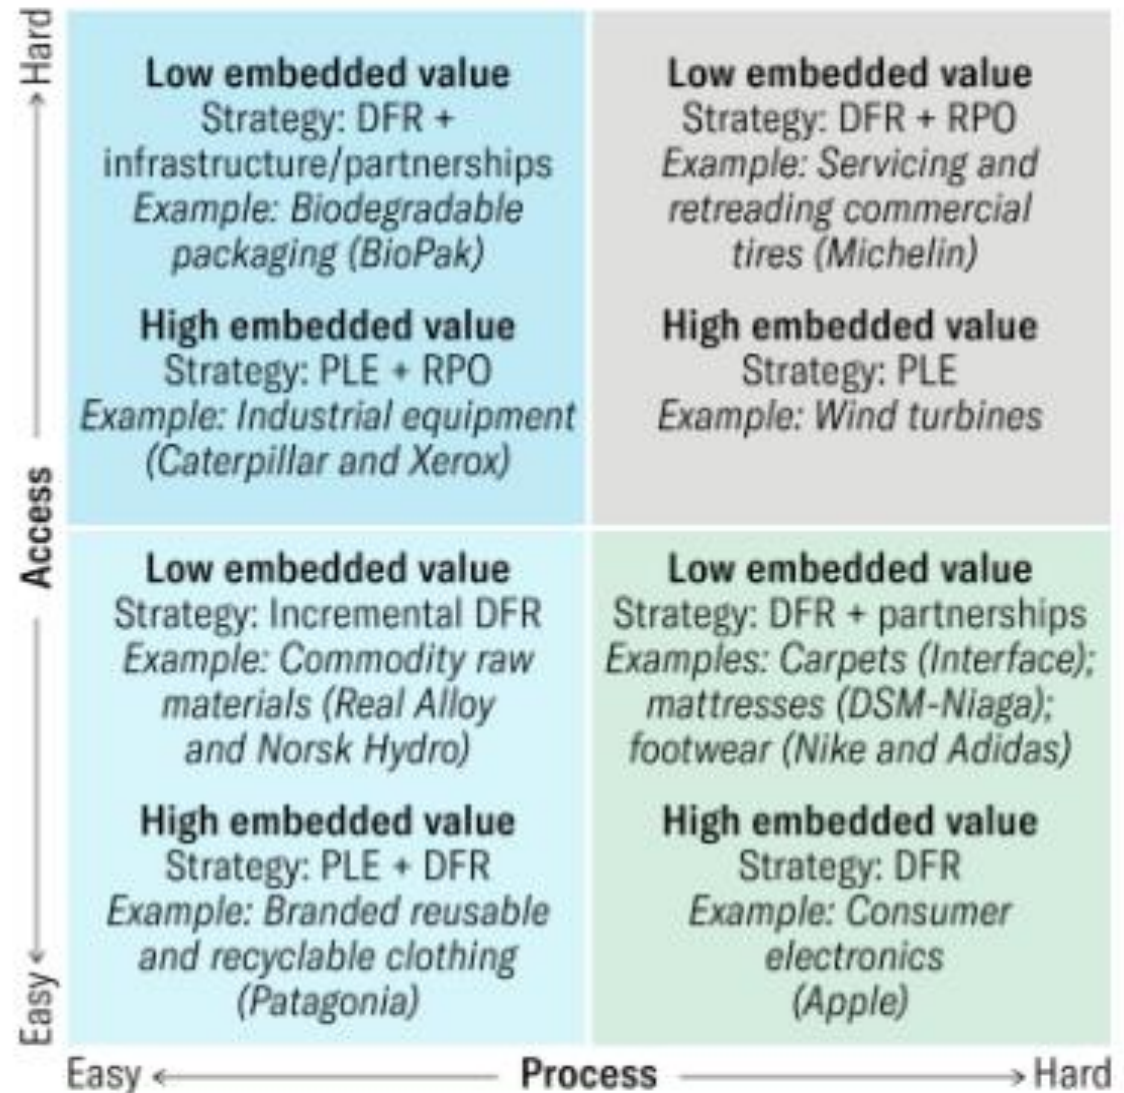 Hard
Access
Easy
Low embedded value
Strategy: DFR +
infrastructure/partnerships
Example: Biodegradable
packaging (BioPak)
High embedded value
Strategy: PLE + RPO
Example: Industrial equipment
(Caterpillar and Xerox)
Low embedded value
Strategy: DFR + RPO
Example: Servicing and
retreading commercial
tires (Michelin)
High embedded value
Strategy: PLE
Example: Wind turbines
Low embedded value
Strategy: Incremental DFR
Example: Commodity raw
materials (Real Alloy
and Norsk Hydro)
High embedded value
Strategy: PLE + DFR
Example: Branded reusable
and recyclable clothing
(Patagonia)
Low embedded value
Strategy: DFR + partnerships
Examples: Carpets (Interface);
mattresses (DSM-Niaga);
footwear (Nike and Adidas)
High embedded value
Strategy: DFR
Example: Consumer
electronics
(Apple)
Easy Process Hard